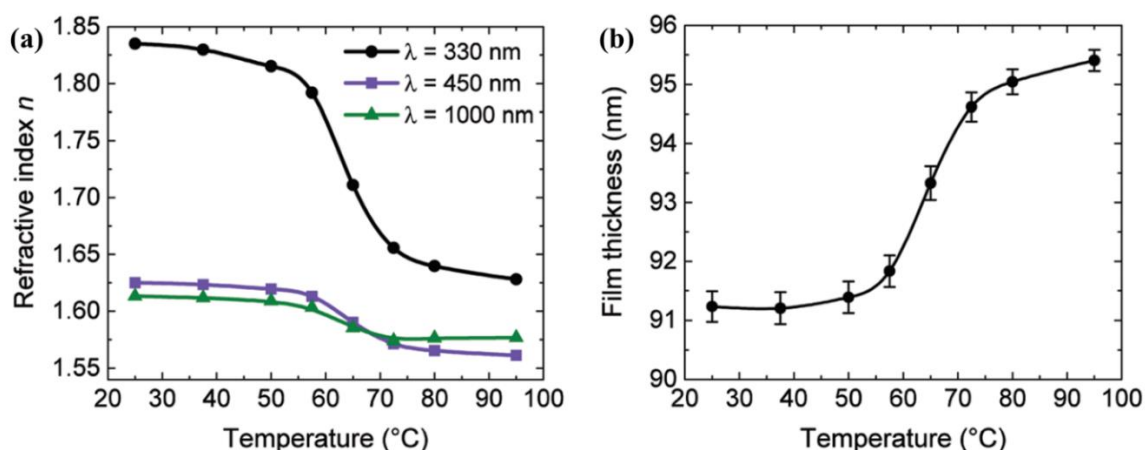 (a)
1.85
1.80
1.75
1.70
1.65
1.60
1.55
Refractive index n
λ = 330 nm
λ = 450 nm
λ = 1000 nm
20 30 40 50 60 70 80 90 100
Temperature (°C)
(b)
96
95
94
93
92
91
90
Film thickness (nm)
20 30 40 50 60 70 80 90 100
Temperature (°C)